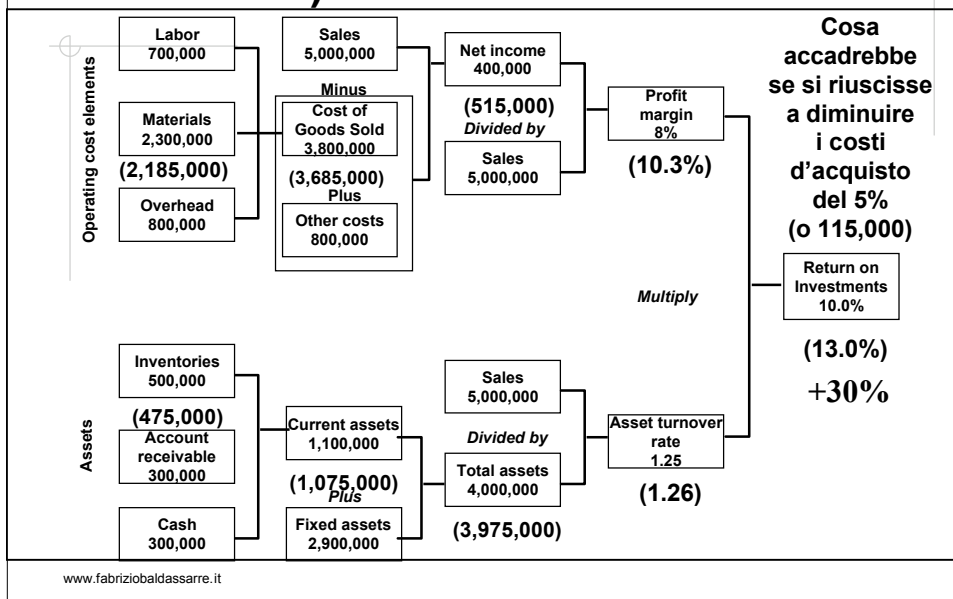 Operating cost elements
Labor
700,000
Materials
2,300,000
(2,185,000)
Overhead
800,000
Sales
5,000,000
Minus
Cost of
Goods Sold
3,800,000
(3,685,000)
Plus
Other costs
800,000
Net income
400,000
(515,000)
Divided by
Sales
5,000,000
Profit
margin
8%
(10.3%)
Cosa
accadrebbe
se si riuscisse
a diminuire
i costi
d’acquisto
del 5%
(o 115,000)
Multiply
Return on
Investments
10.0%
(13.0%)
+30%
Assets
Inventories
500,000
(475,000)
Account
receivable
300,000
Cash
300,000
Current assets
1,100,000
(1,075,000)
Plus
Fixed assets
2,900,000
Sales
5,000,000
Divided by
Total assets
4,000,000
(3,975,000)
Asset turnover
rate
1.25
(1.26)
www.fabriziobaldassarre.it